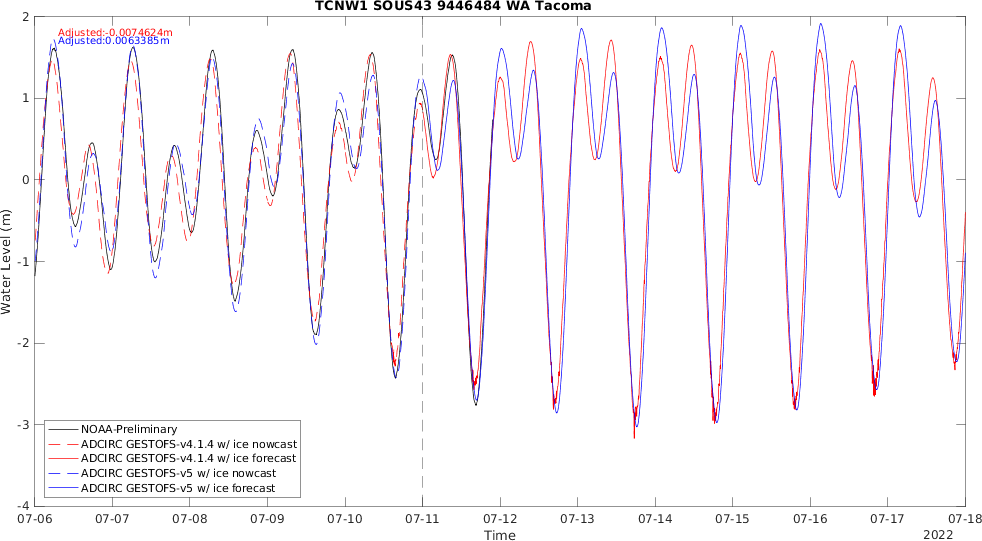 TCNW1 SOUS43 9446484 WA Tacoma
Adjusted:-0.0074624m
Adjusted:0.0063385m
2
1
0
-1
-2
-3
-4
Water Level (m)
NOAA-Preliminary
ADCIRC GESTOFS-v4.1.4 w/ ice nowcast
ADCIRC GESTOFS-v4.1.4 w/ ice forecast
ADCIRC GESTOFS-v5 w/ ice nowcast
ADCIRC GESTOFS-v5 w/ ice forecast
07-06 07-07 07-08 07-09 07-10 07-11 07-12 07-13 07-14 07-15 07-16 07-17 07-18
Time
2022